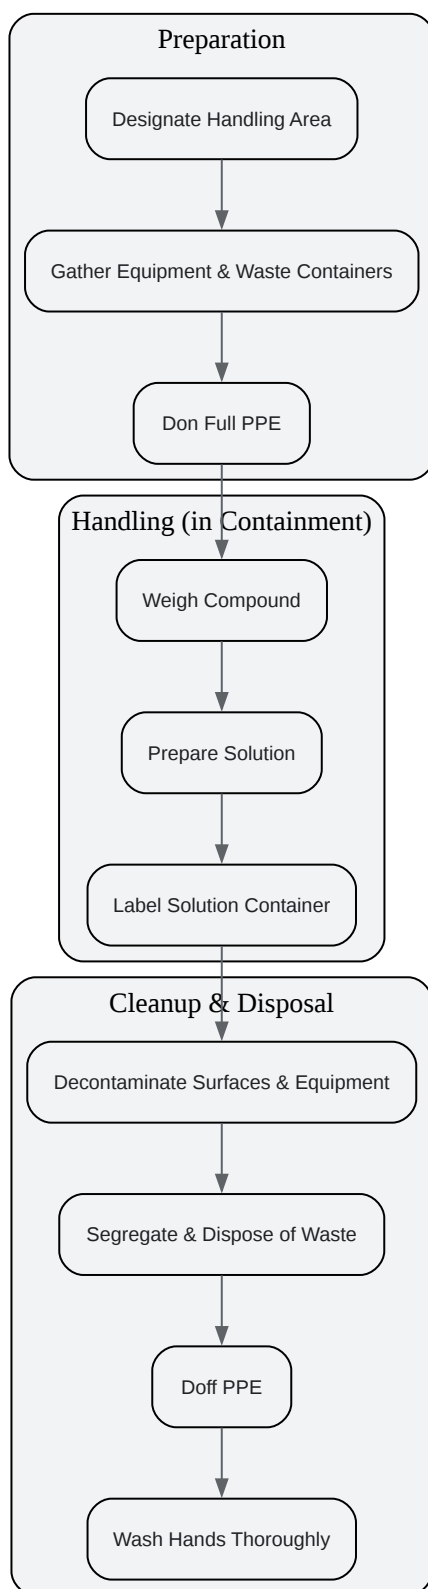 Preparation
Designate Handling Area
Gather Equipment & Waste Containers
Don Full PPE
Handling (in Containment)
Weigh Compound
Prepare Solution
Label Solution Container
Cleanup & Disposal
Decontaminate Surfaces & Equipment
Segregate & Dispose of Waste
Doff PPE
Wash Hands Thoroughly